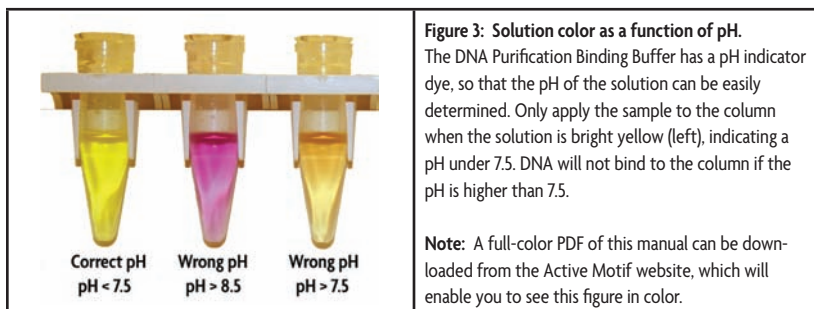 Correct pH
pH < 7.5
Wrong pH
pH > 8.5
Wrong pH
pH > 7.5
Figure 3: Solution color as a function of pH.
The DNA Purification Binding Buffer has a pH indicator
dye, so that the pH of the solution can be easily
determined. Only apply the sample to the column
when the solution is bright yellow (left), indicating a
pH under 7.5. DNA will not bind to the column if the
pH is higher than 7.5.
Note: A full-color PDF of this manual can be down-
loaded from the Active Motif website, which will
enable you to see this figure in color.